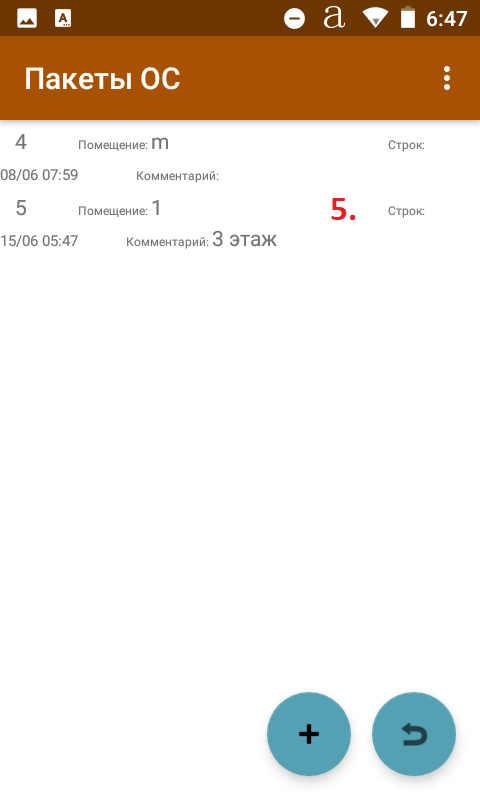 A a 6:47
Пакеты ОС
4 Помещение: m Строк:
08/06 07:59 Комментарий:
5 Помещение: 1 5. Строк:
15/06 05:47 Комментарий: 3 этаж